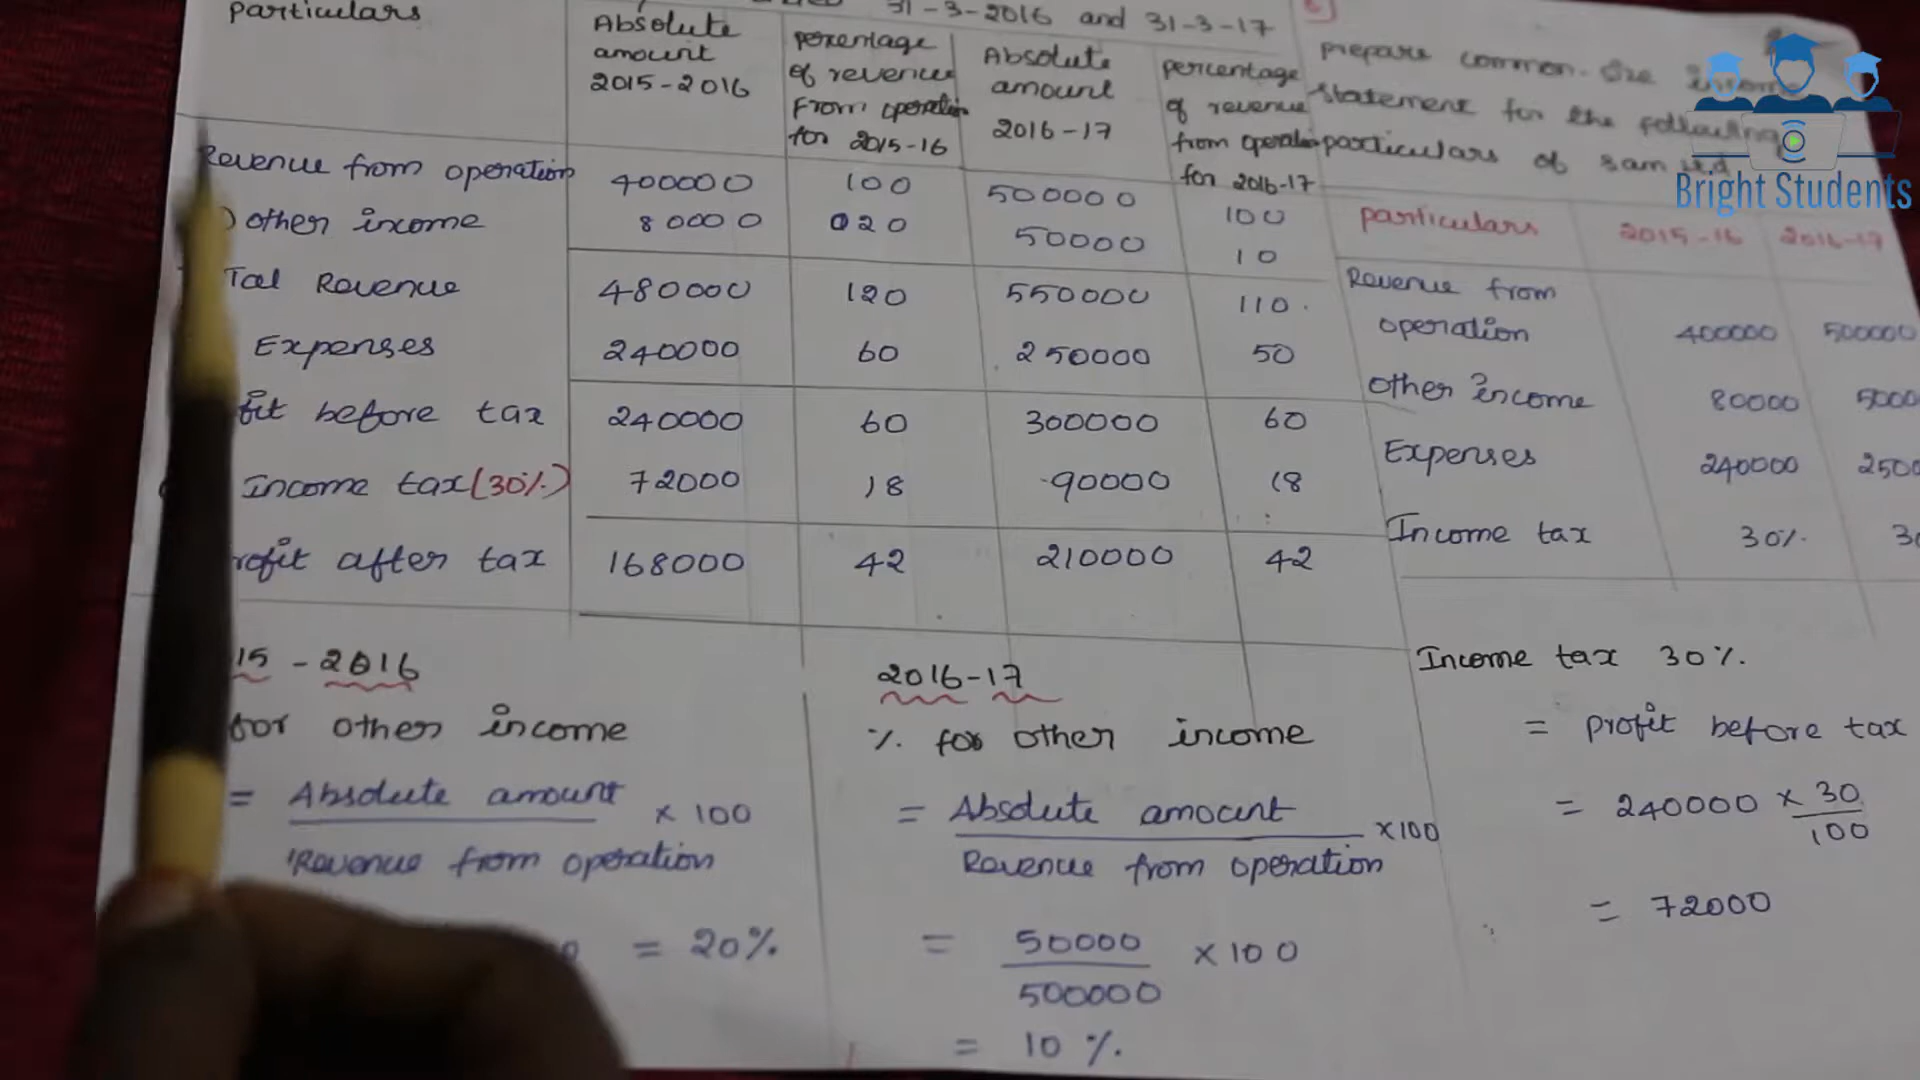 31-3-2016 and 31-3-17
particulars
Absolute
amount
2015-2016
percentage
of revenue
From operation
for 2015-16
Absolute
amount
2016-17
percentage
of revenue
from operation
for 2016-17
Revenue from operation 400000 100 500000 100
) other income 80000 020 50000 10
Revenue 480000 120 550000 110
Expenses 240000 60 250000 50
fit before tax 240000 60 300000 60
Income tax (30%) 72000 18 90000 18
rofit after tax 168000 42 210000 42
15 - 2016
for other income
= Absolute amount
Revenue from operation
× 100
= 20%
2016-17
% for other income
= Absolute amount
Revenue from operation
×100
= 50000
500000
× 100
= 10 %
prepare common-size income
statement for the following
particulars of sam
particulars 2015-16 2016-17
Revenue from
operation 400000 500000
other income 80000 5000
Expenses 240000 2500
Income tax 30% 30
Income tax 30%
= profit before tax
= 240000 × 30
100
= 72000
Bright Students